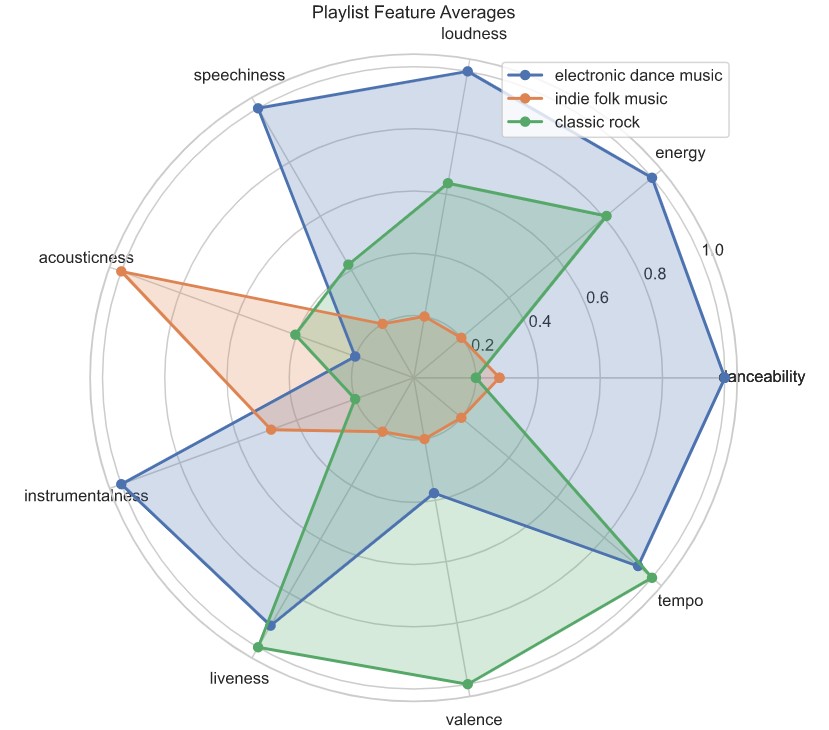 Playlist Feature Averages
loudness
electronic dance music
indie folk music
classic rock
speechiness
energy
1.0
acousticness
0.8
0.6
0.4
0.2
danceability
instrumentalness
tempo
liveness
valence